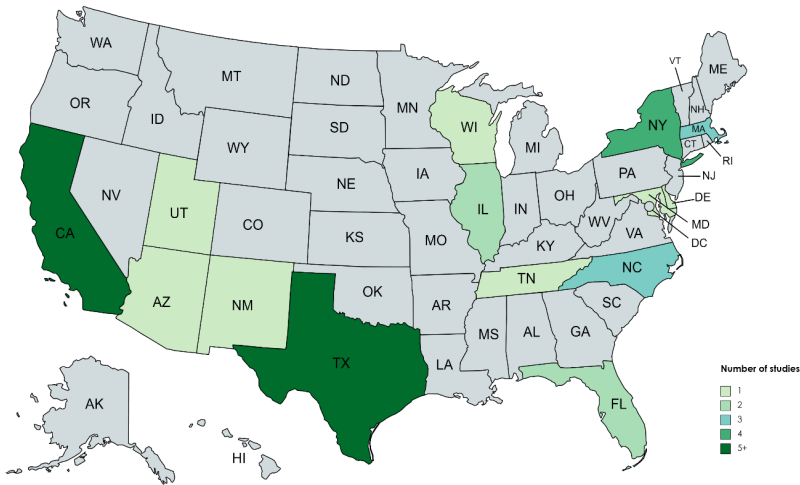 WA
MT
ND
MN
VT
ME
OR
ID
SD
WI
NY
NH
MA
WY
MI
CT
RI
NV
NE
IA
PA
NJ
UT
CO
IL
IN
OH
DE
CA
KS
MO
WV
VA
MD
KY
DC
AZ
NM
OK
TN
NC
AR
SC
MS
AL
GA
TX
LA
FL
AK
HI
Number of studies
1
2
3
4
5+